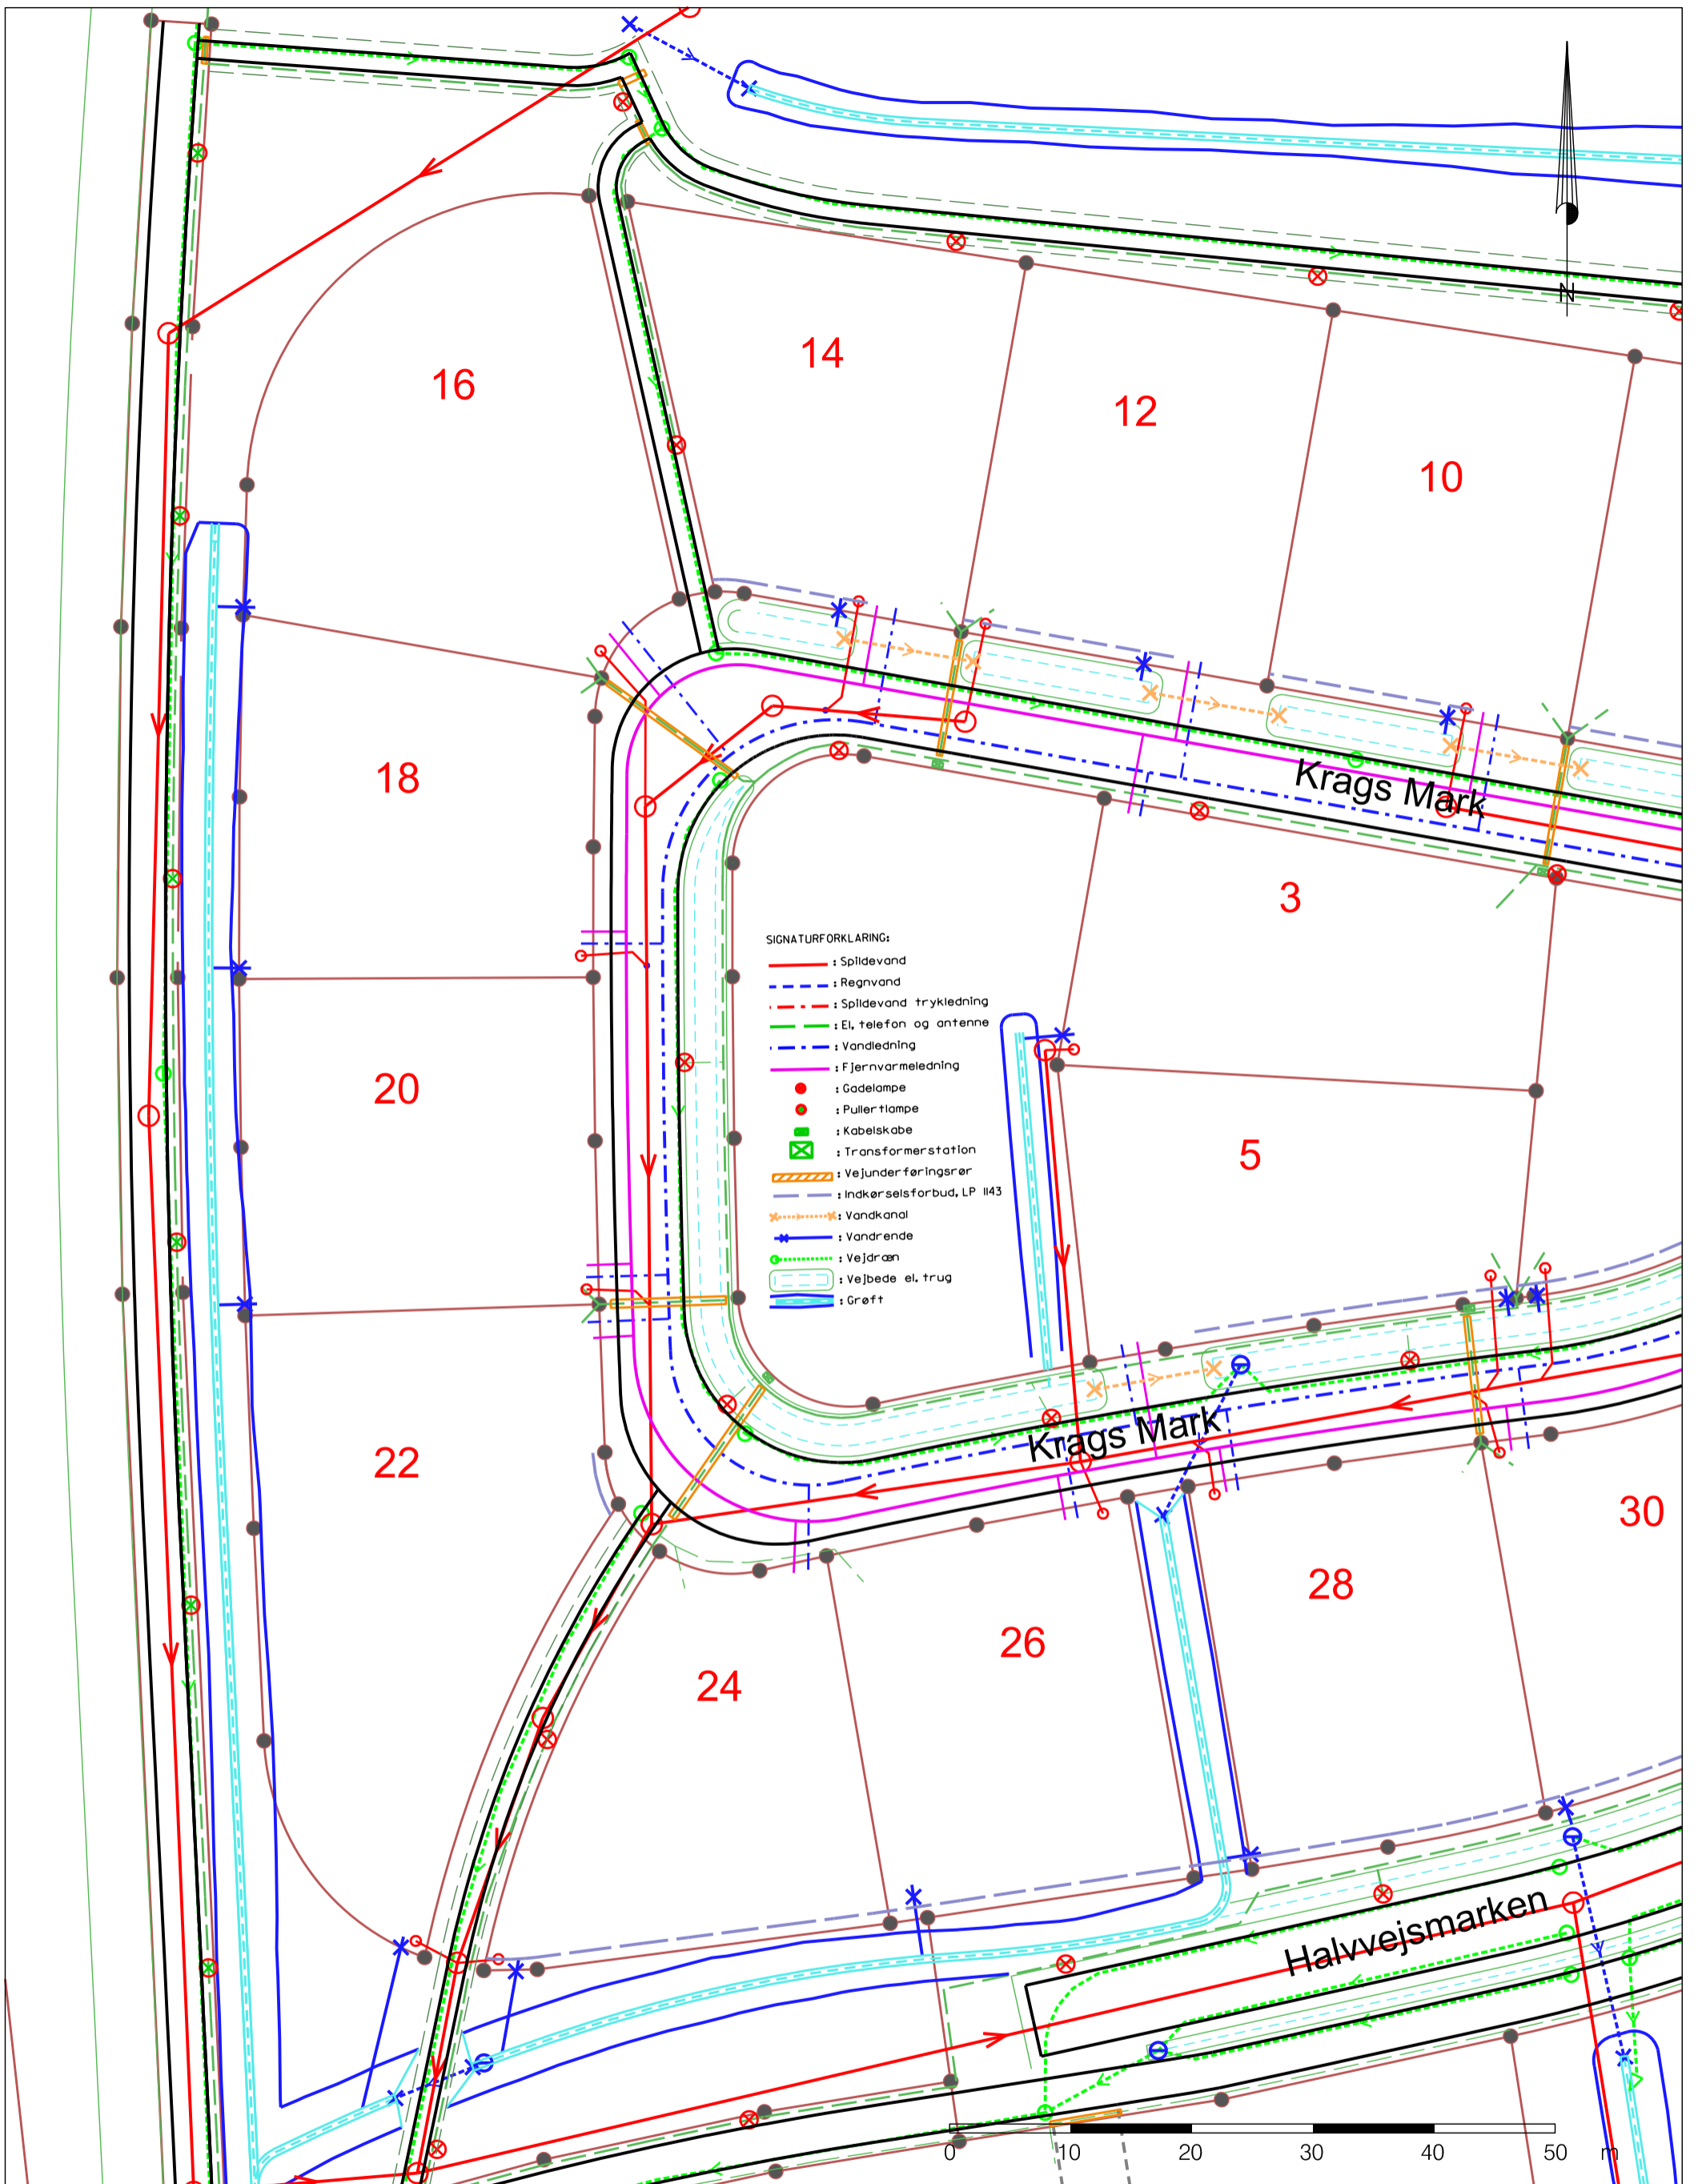 N
14
16
12
10
Krags Mark
18
3
SIGNATURFORKLARING:
: Spildevand
: Regnvand
: Spildevand trykledning
: El, telefon og antenne
: Vandledning
: Fjernvarmeledning
: Gadelampe
: Pullertlampe
: Kabelskabe
: Transformerstation
: Vejunderføringsrør
: Indkørselsforbud, LP 1143
: Vandkanal
: Vandrende
: Vejdræn
: Vejbede el. trug
: Grøft
20
5
Krags Mark
22
30
28
26
24
Halvvejsmarken
0 10 20 30 40 50 m